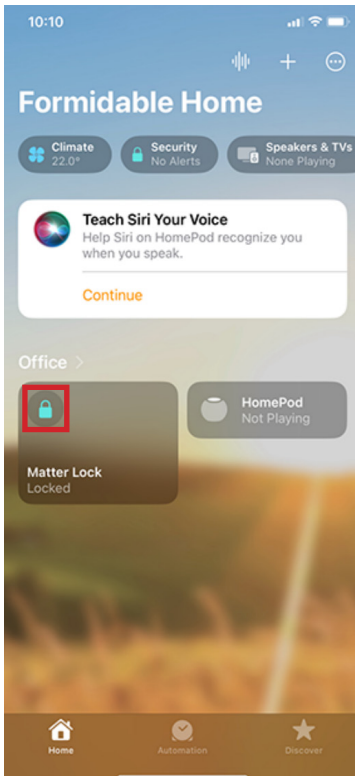 10:10
Formidable Home
Climate
22.0°
Security
No Alerts
Speakers & TVs
None Playing
Teach Siri Your Voice
Help Siri on HomePod recognize you
when you speak.
Continue
Office >
HomePod
Not Playing
Matter Lock
Locked
Home
Automation
Discover